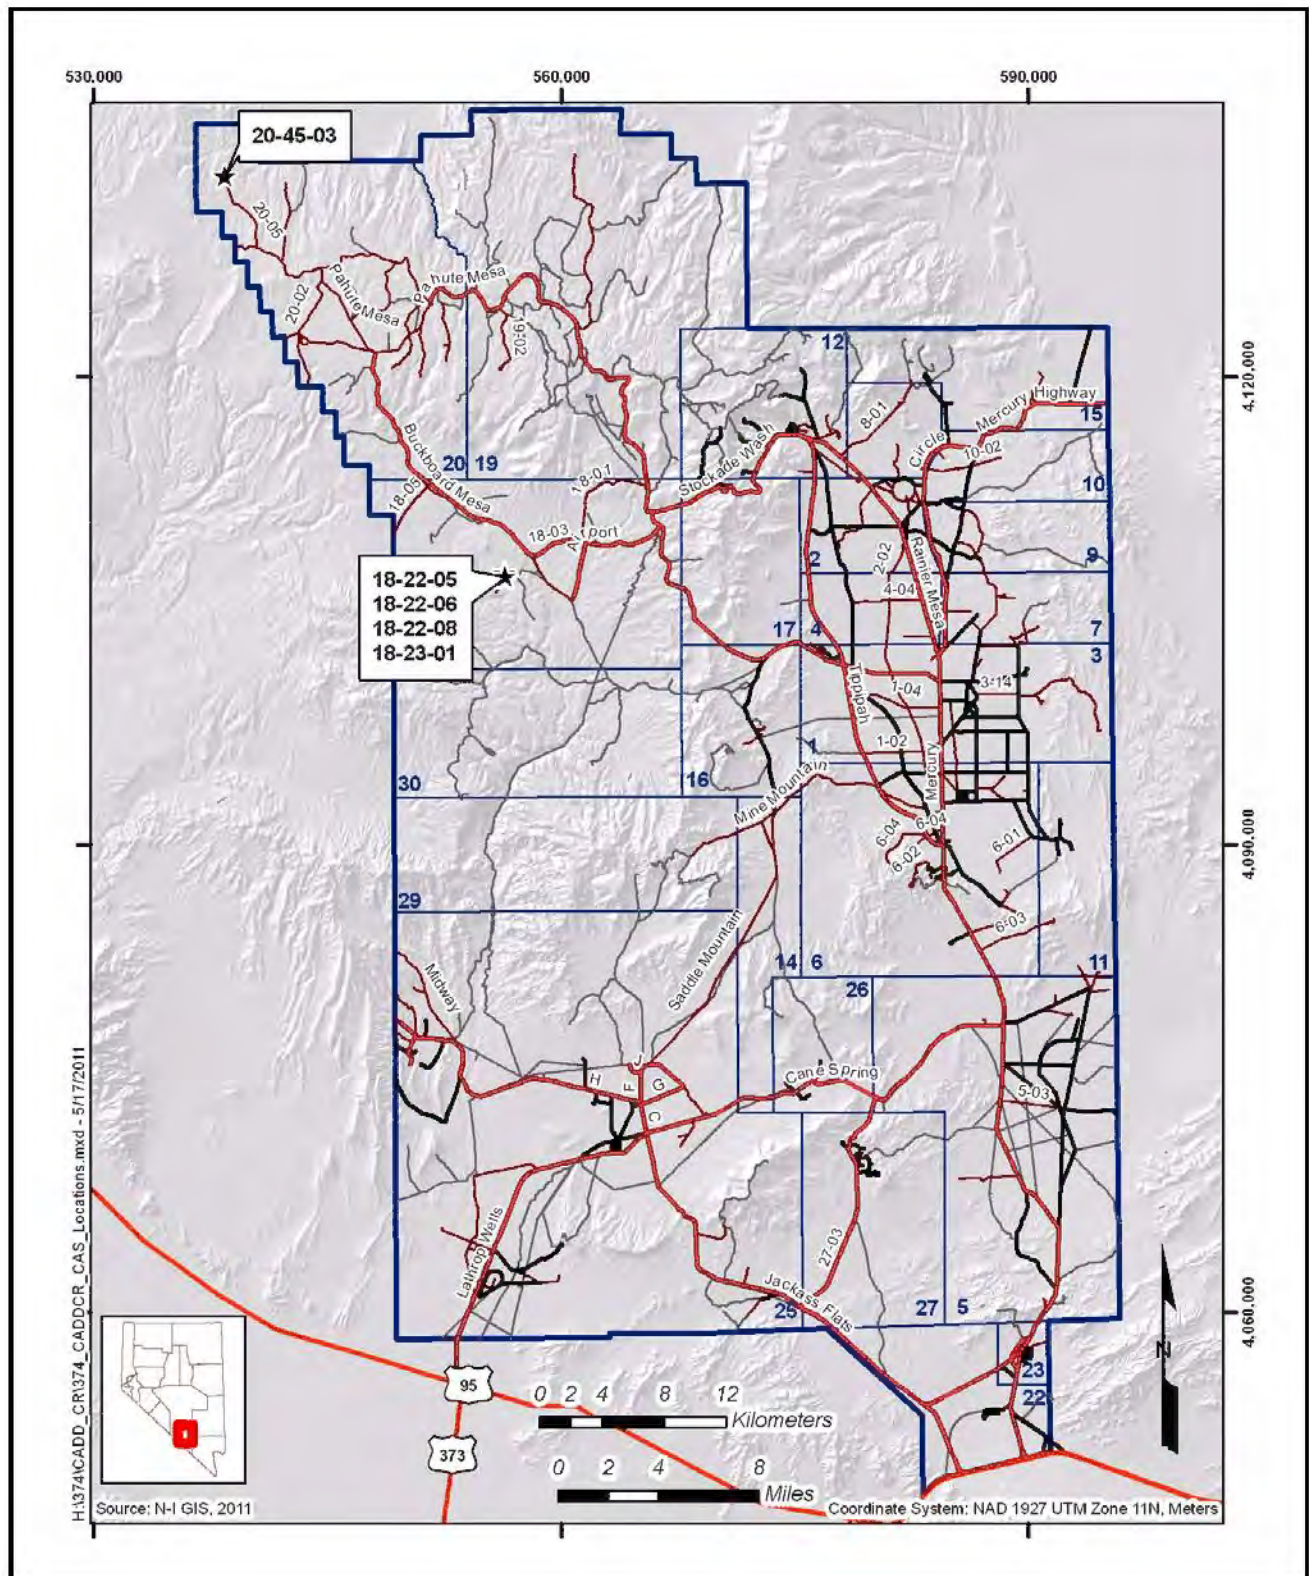 530,000
560,000
590,000
20-45-03
20-05
20-02
Pahute Mesa
Pahute Mesa
19-02
12
4,120,000
8-01
Mercury Highway
15
Circle
10-02
Stockade Wash
Buckboard Mesa
20
19
18-01
18-05
10
18-03
Airport
2-02
Rainier Mesa
2
9
18-22-05
18-22-06
18-22-08
18-23-01
4-04
17
4
7
3
Tippipah
1-04
3-14
1-02
1
Mercury
30
16
Mine Mountain
6-04
6-04
6-02
6-01
4,090,000
29
Saddle Mountain
6-03
Midway
14
6
11
26
J
H
F
G
C
Cane Spring
5-03
Lathrop Wells
27-03
Jackass Flats
25
27
5
4,060,000
23
22
N
95
373
0 2 4 8 12
Kilometers
0 2 4 8
Miles
Source: N-I GIS, 2011
Coordinate System: NAD 1927 UTM Zone 11N, Meters
H:\374\CADD_CR\374_CADDCR_CAS_Locations.mxd - 5/17/2011